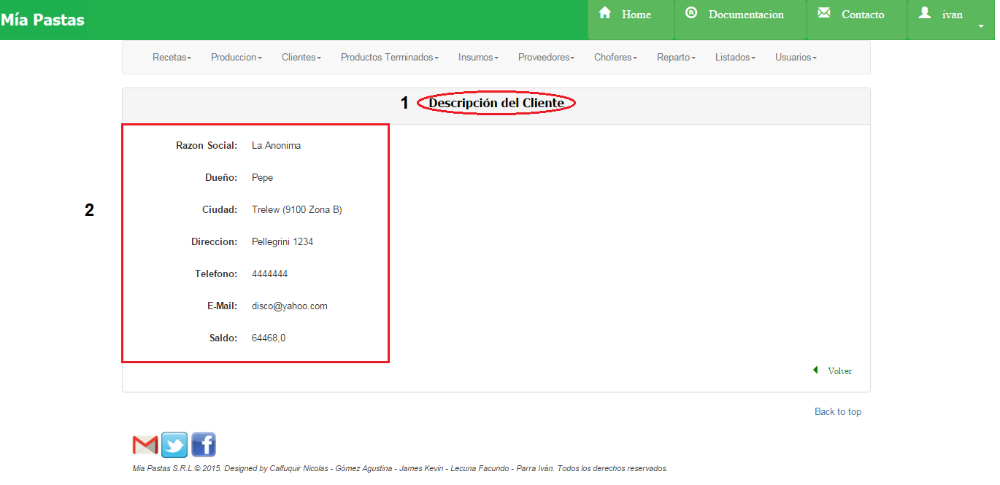 Mía Pastas
Home
Documentacion
Contacto
ivan
Recetas
Produccion
Clientes
Productos Terminados
Insumos
Proveedores
Choferes
Reparto
Listados
Usuarios
1 Descripción del Cliente
2
Razon Social: La Anonima
Dueño: Pepe
Ciudad: Trelew (9100 Zona B)
Direccion: Pellegrini 1234
Telefono: 4444444
E-Mail: disco@yahoo.com
Saldo: 64468,0
Volver
Back to top
Mia Pastas S.R.L.© 2015. Designed by Calfuquir Nicolas - Gómez Agustina - James Kevin - Lecuna Facundo - Parra Iván. Todos los derechos reservados.